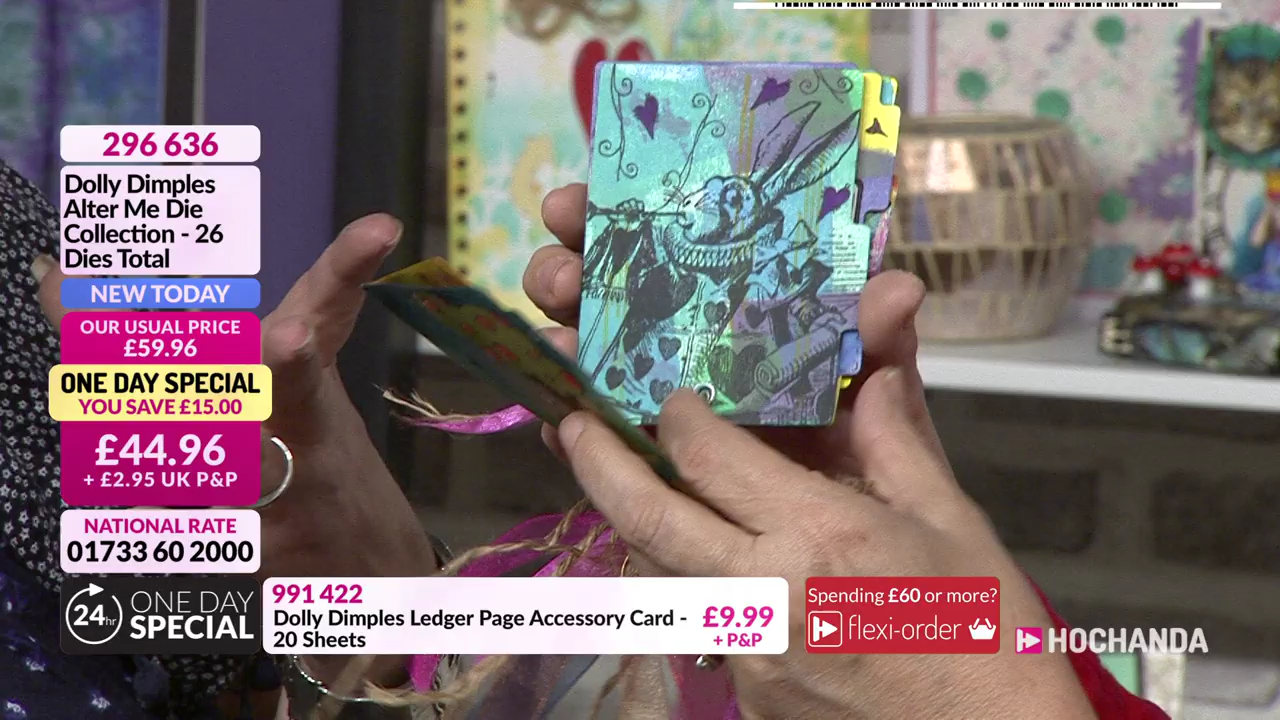 296 636
Dolly Dimples
Alter Me Die
Collection - 26
Dies Total
NEW TODAY
OUR USUAL PRICE
£59.96
ONE DAY SPECIAL
YOU SAVE £15.00
£44.96
+ £2.95 UK P&P
NATIONAL RATE
01733 60 2000
24hr
ONE DAY
SPECIAL
991 422
Dolly Dimples Ledger Page Accessory Card -
20 Sheets
£9.99
+ P&P
Spending £60 or more?
flexi-order
HOCHANDA